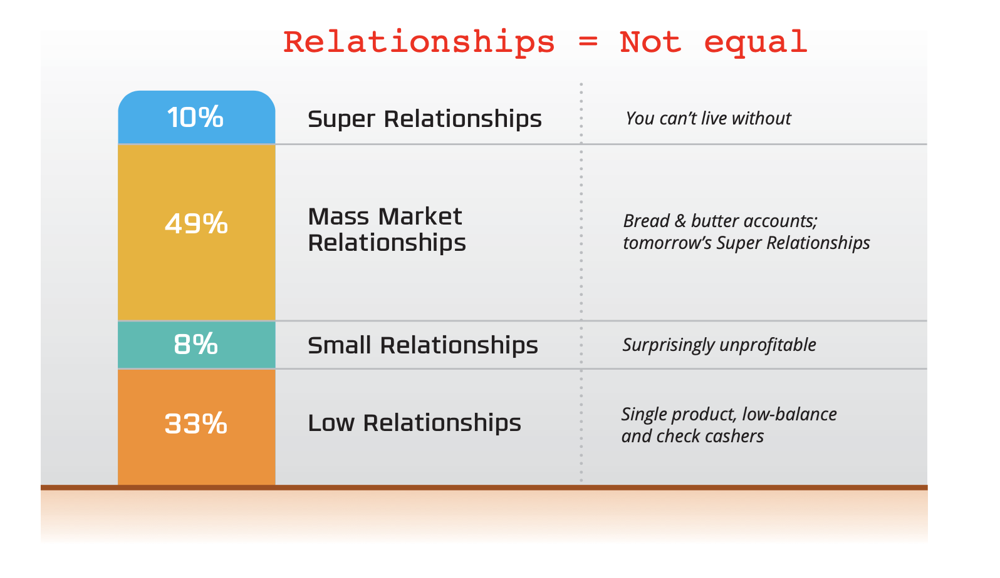 Relationships = Not equal
10%
Super Relationships
You can’t live without
49%
Mass Market
Relationships
Bread & butter accounts;
tomorrow’s Super Relationships
8%
Small Relationships
Surprisingly unprofitable
33%
Low Relationships
Single product, low-balance
and check cashers